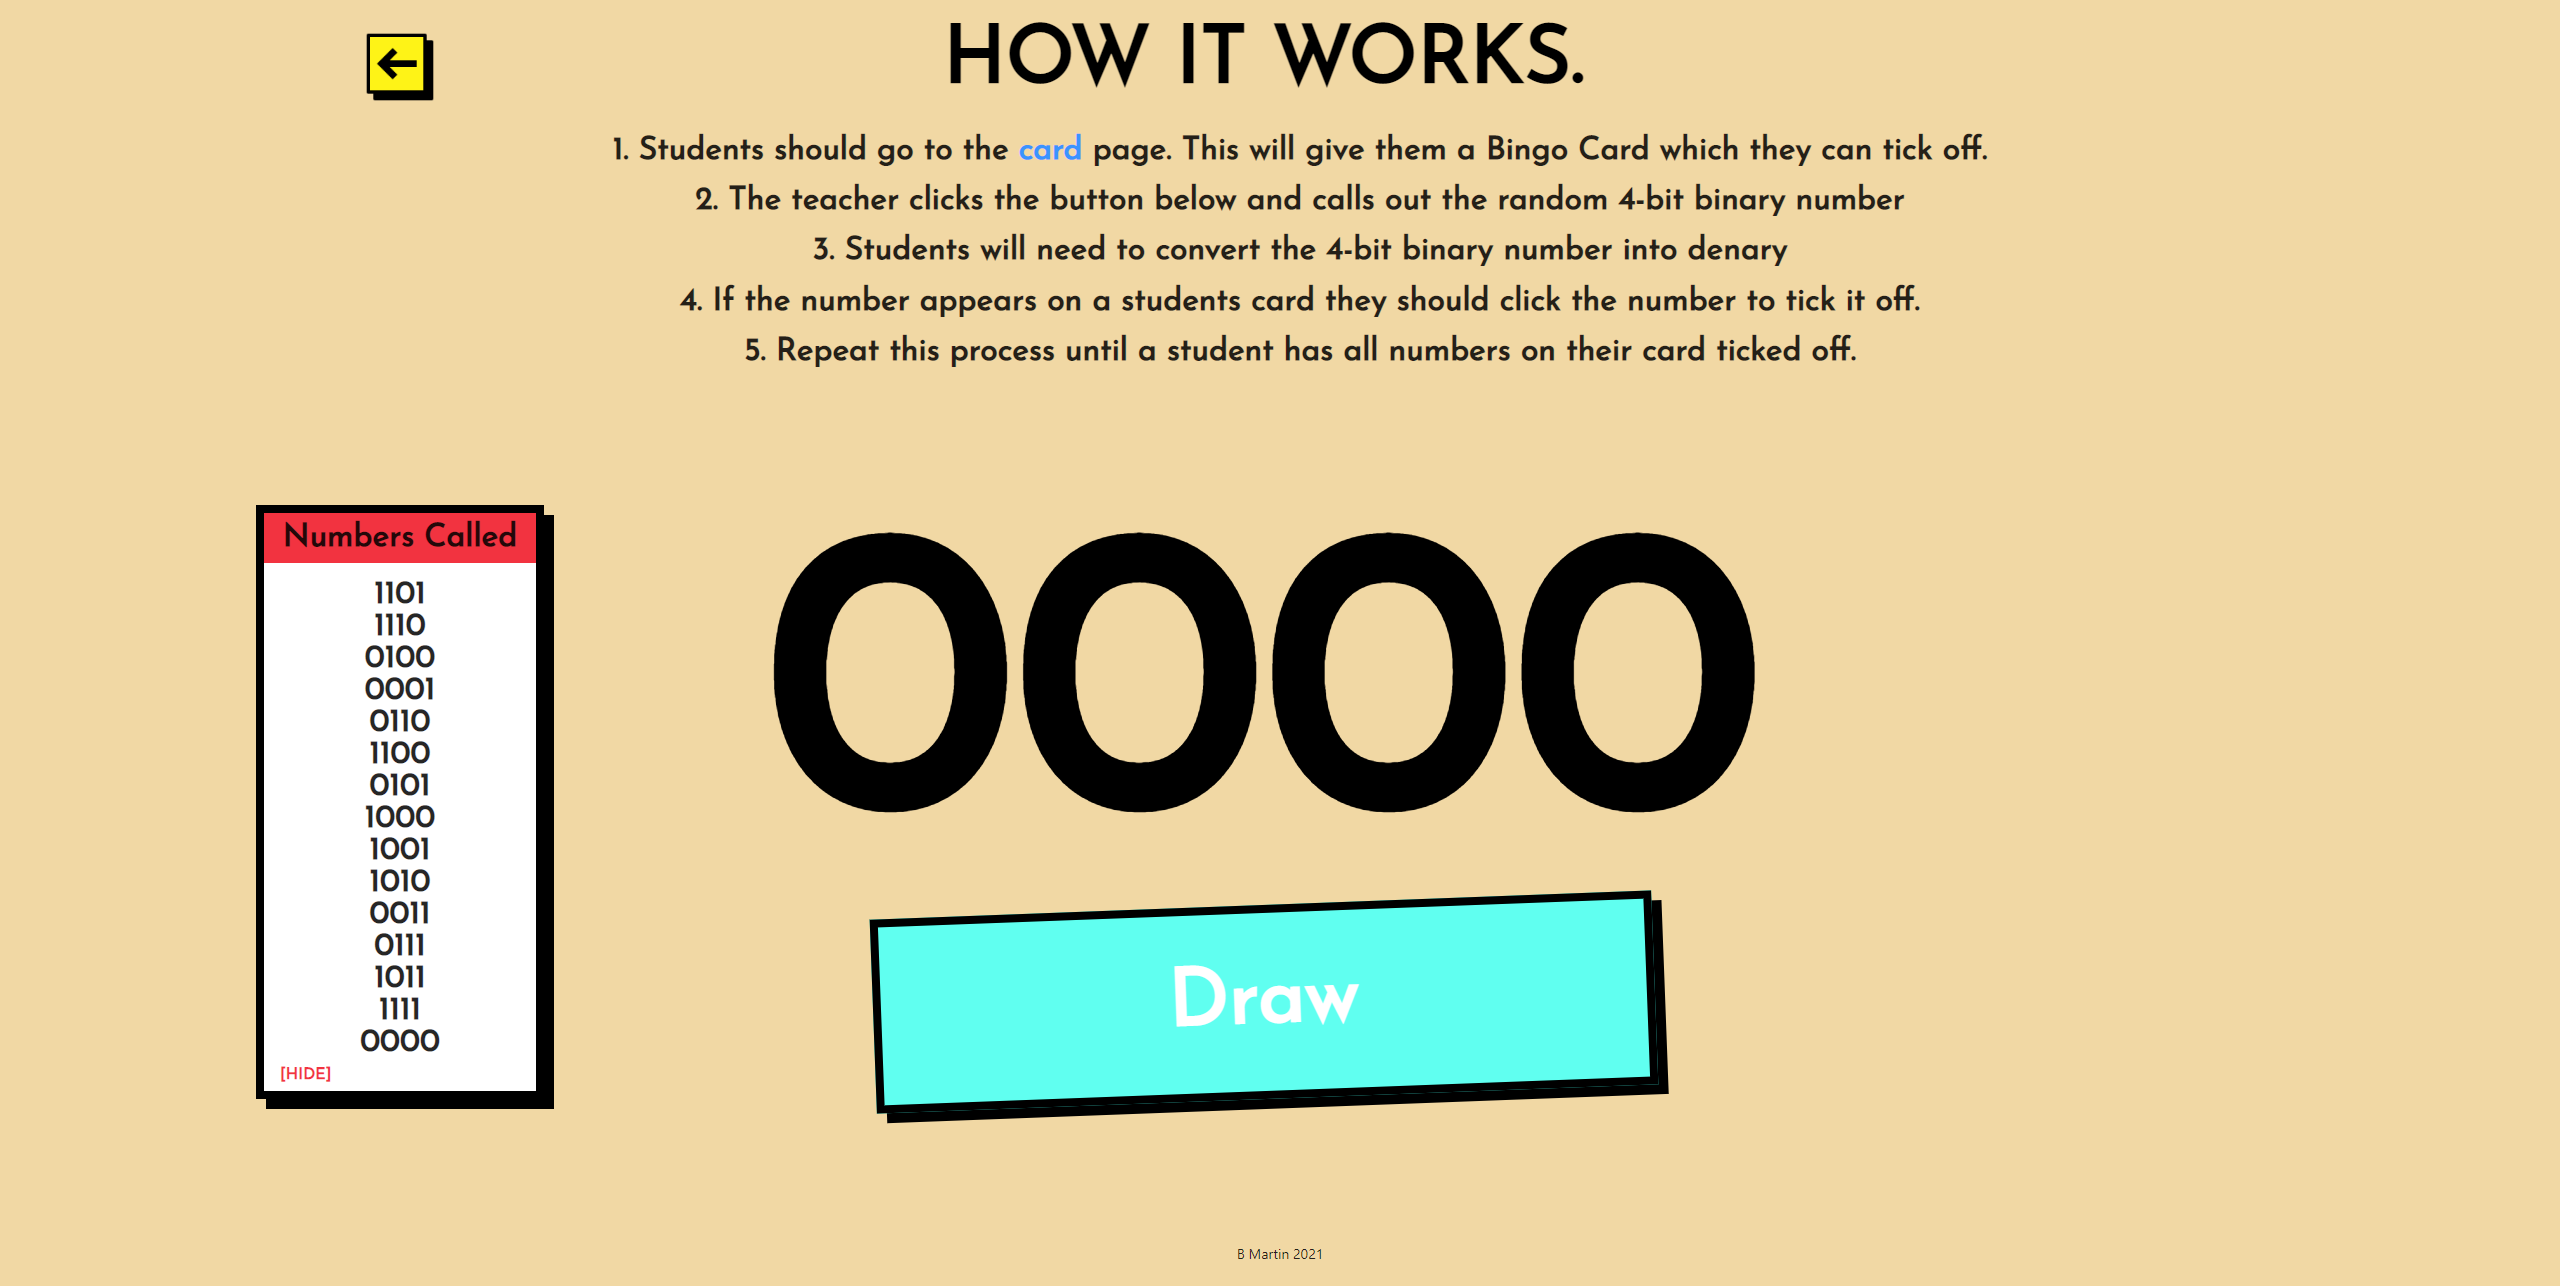 HOW IT WORKS.
1. Students should go to the card page. This will give them a Bingo Card which they can tick off.
2. The teacher clicks the button below and calls out the random 4-bit binary number
3. Students will need to convert the 4-bit binary number into denary
4. If the number appears on a students card they should click the number to tick it off.
5. Repeat this process until a student has all numbers on their card ticked off.
Numbers Called
1101
1110
0100
0001
0110
1100
0101
1000
1001
1010
0011
0111
1011
1111
0000
[HIDE]
0000
Draw
B Martin 2021